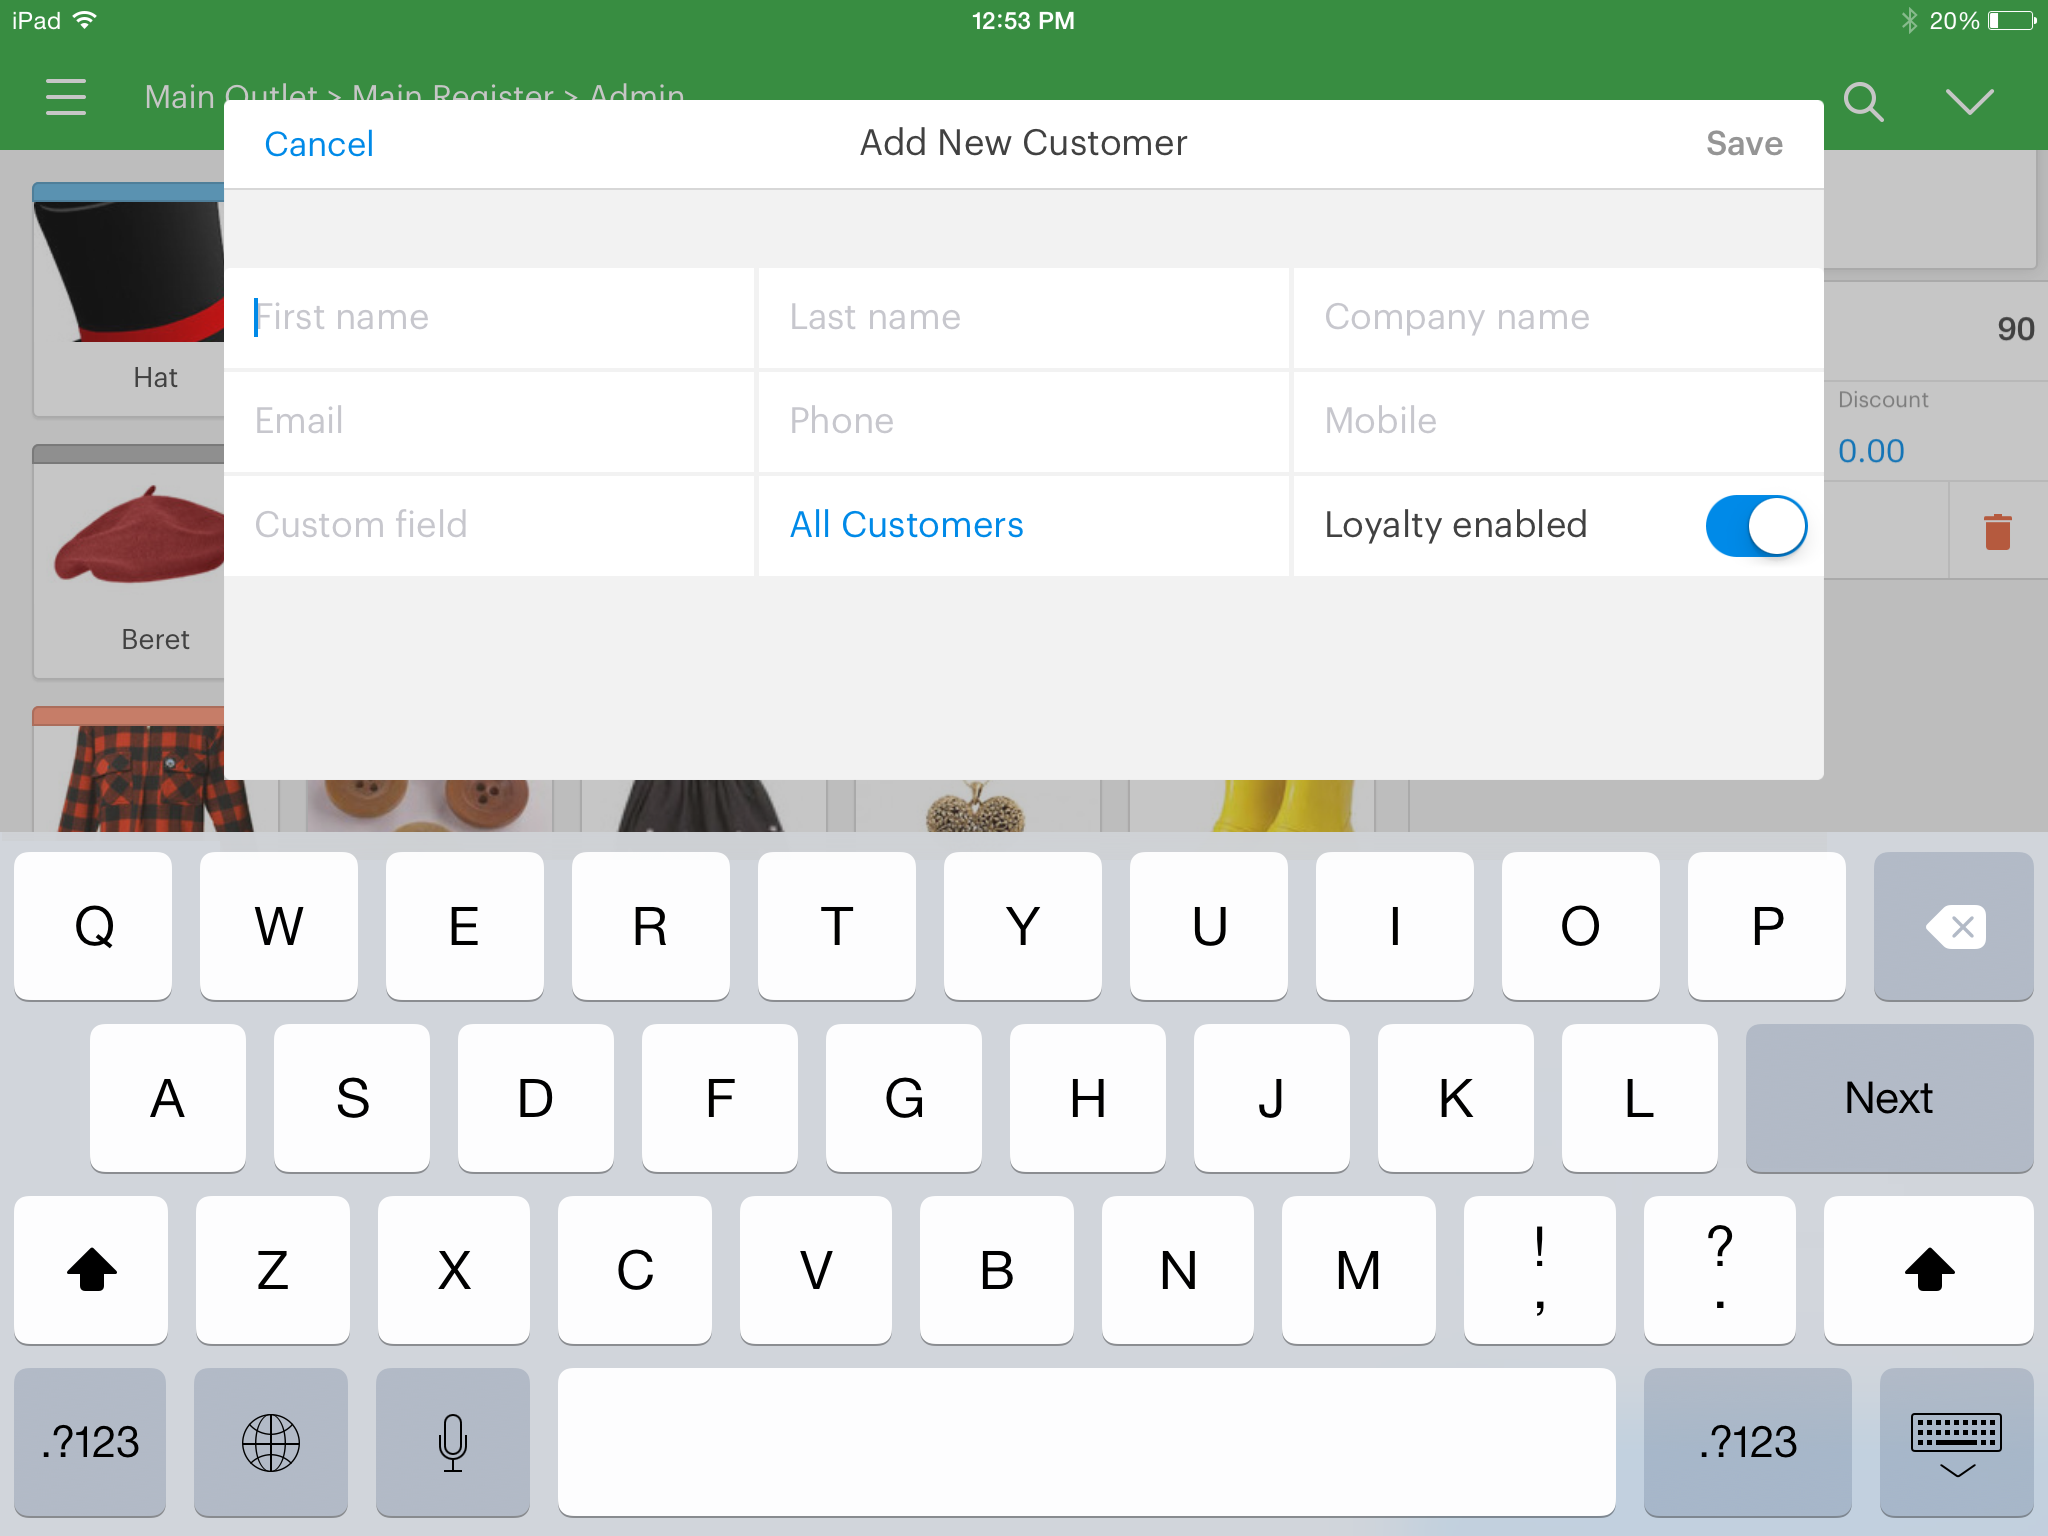 iPad 12:53 PM 20%
Main Outlet > Main Register > Admin
Cancel Add New Customer Save
First name Last name Company name
90
Hat
Email Phone Mobile
Discount
0.00
Custom field All Customers Loyalty enabled
Beret
Q W E R T Y U I O P
A S D F G H J K L Next
Z X C V B N M ! , ? .
.?123 .?123